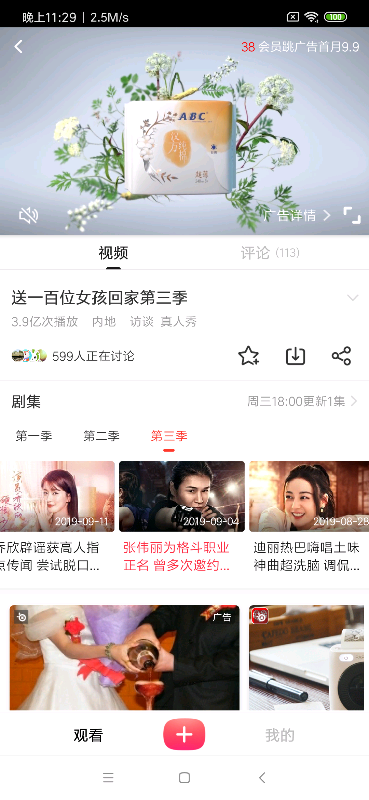 晚上11:29 | 2.5M/s
100
38 会员跳广告首月9.9
ABC
广告详情
视频
评论 (113)
送一百位女孩回家第三季
3.9亿次播放 内地 访谈 真人秀
599人正在讨论
剧集
周三18:00更新1集
第一季 第二季 第三季
2019-09-11
2019-09-04
2019-08-28
乔欣辟谣获高人指
点传闻 尝试脱口...
张伟丽为格斗职业
正名 曾多次邀约...
迪丽热巴嗨唱土味
神曲超洗脑 调侃...
广告
观看
我的